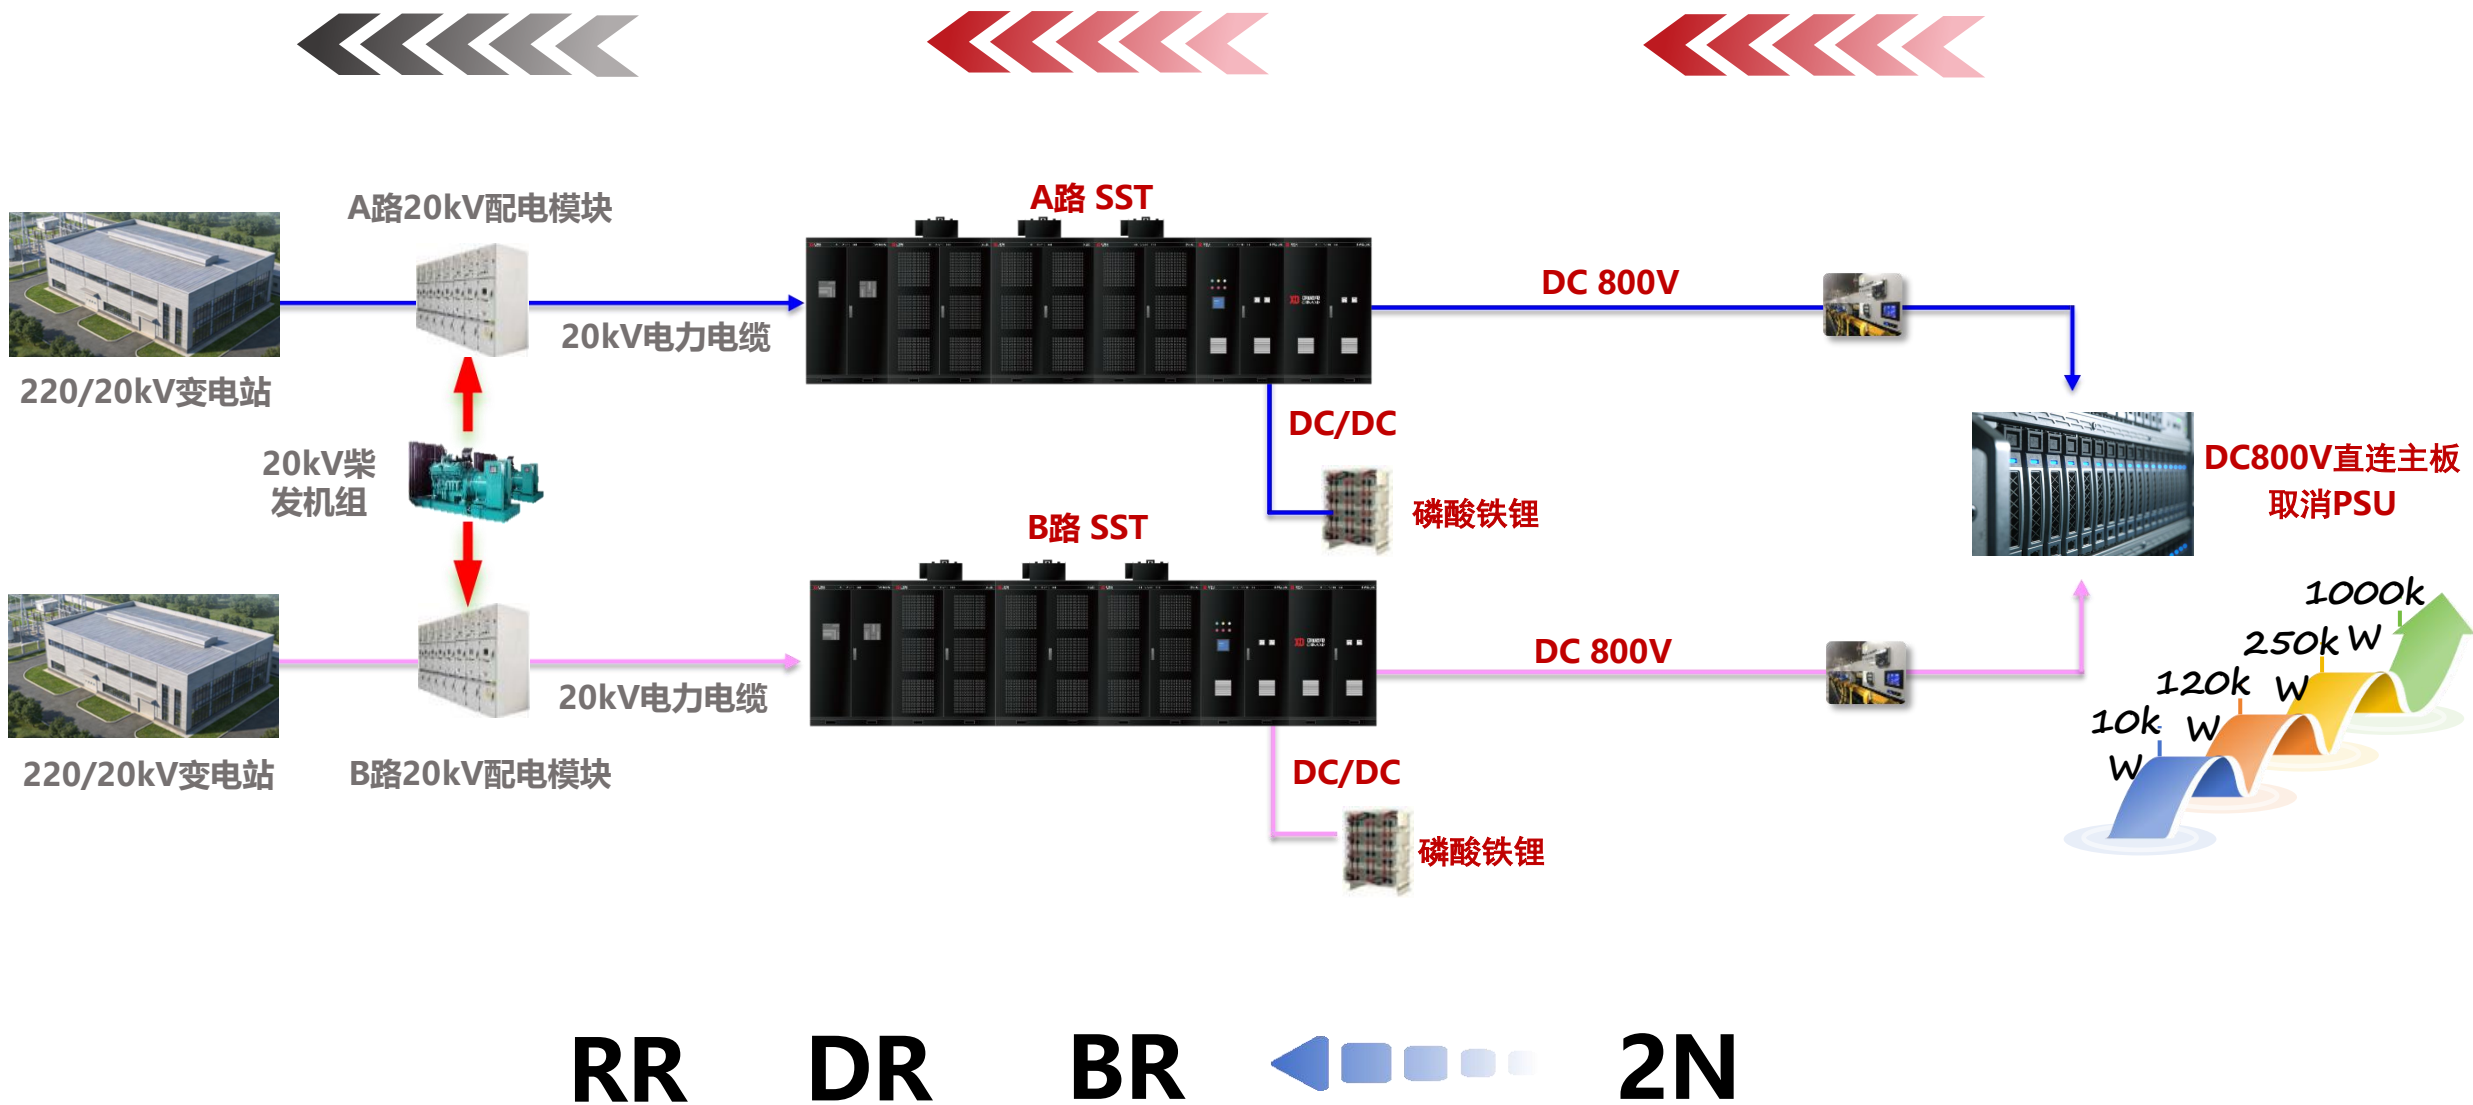 A路20kV配电模块
A路 SST
DC 800V
20kV电力电缆
220/20kV变电站
DC/DC
20kV柴
发机组
磷酸铁锂
DC800V直连主板
取消PSU
B路 SST
1000k
W
250k
W
120k
W
10k
W
DC 800V
20kV电力电缆
220/20kV变电站
B路20kV配电模块
DC/DC
磷酸铁锂
RR DR BR 2N